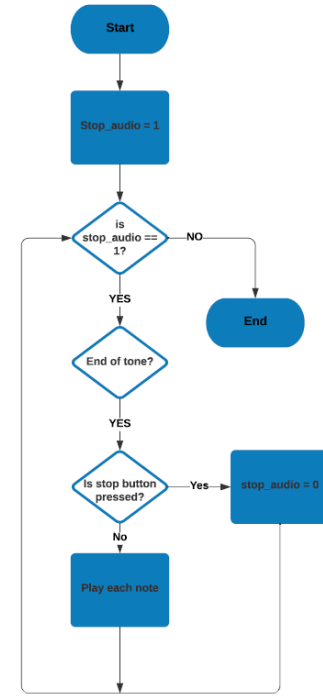 Start
Stop_audio = 1
is
stop_audio ==
1?
NO
YES
End
End of tone?
YES
Is stop button
pressed?
Yes
stop_audio = 0
No
Play each note